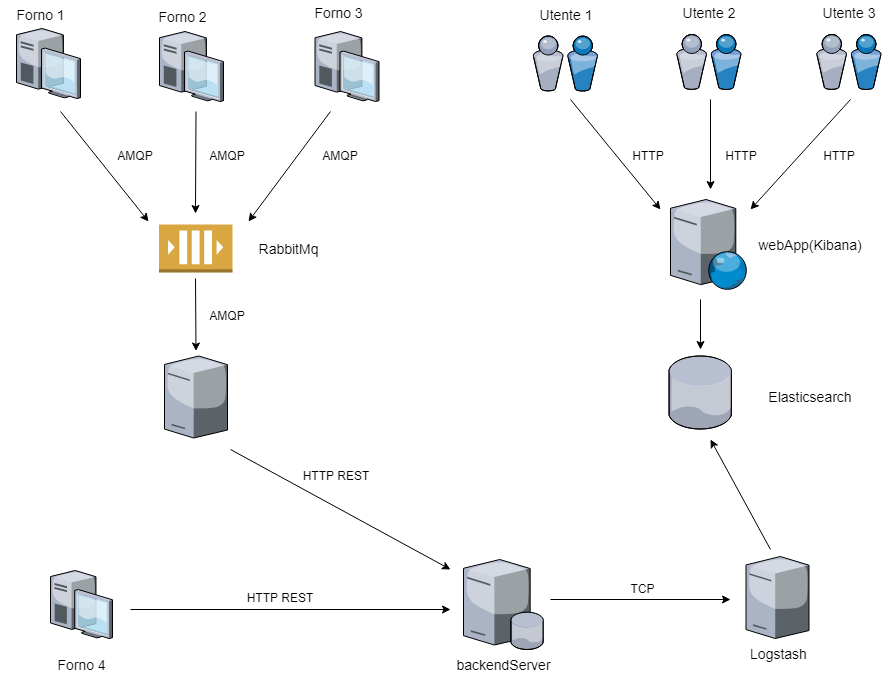 Forno 1
Forno 2
Forno 3
Utente 1
Utente 2
Utente 3
AMQP
AMQP
AMQP
HTTP
HTTP
HTTP
RabbitMq
webApp(Kibana)
AMQP
Elasticsearch
HTTP REST
HTTP REST
TCP
Forno 4
backendServer
Logstash